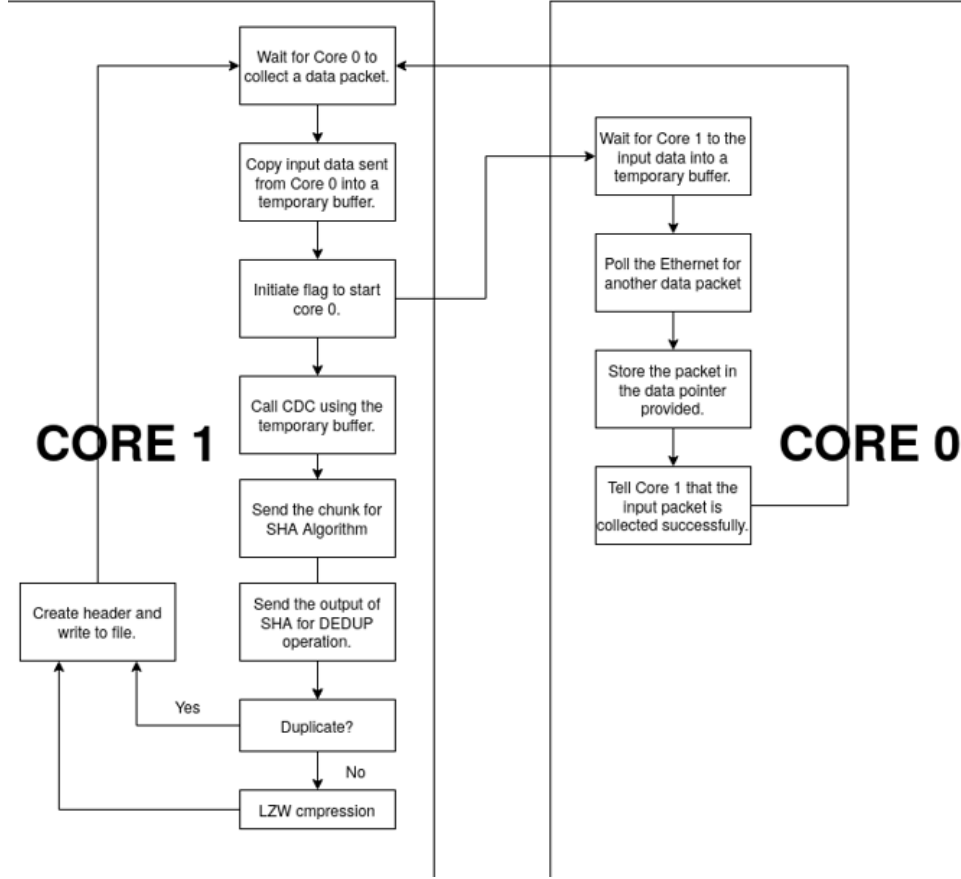 Wait for Core 0 to
collect a data packet.
Copy input data sent
from Core 0 into a
temporary buffer.
Initiate flag to start
core 0.
Call CDC using the
temporary buffer.
CORE 1
Send the chunk for
SHA Algorithm
Send the output of
SHA for DEDUP
operation.
Create header and
write to file.
Yes
Duplicate?
No
LZW cmpression
Wait for Core 1 to the
input data into a
temporary buffer.
Poll the Ethernet for
another data packet
Store the packet in
the data pointer
provided.
CORE 0
Tell Core 1 that the
input packet is
collected successfully.